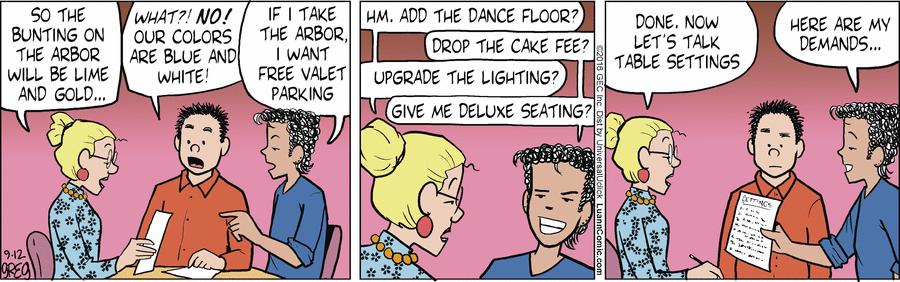 SO THE
BUNTING ON
THE ARBOR
WILL BE LIME
AND GOLD...
WHAT?! NO!
OUR COLORS
ARE BLUE AND
WHITE!
IF I TAKE
THE ARBOR,
I WANT
FREE VALET
PARKING
9-12
GREG
HM. ADD THE DANCE FLOOR?
DROP THE CAKE FEE?
UPGRADE THE LIGHTING?
GIVE ME DELUXE SEATING?
©2016 GEC Inc. Dist by UniversalUclick LuannComic.com
DONE. NOW
LET'S TALK
TABLE SETTINGS
HERE ARE MY
DEMANDS...
SETTINGS